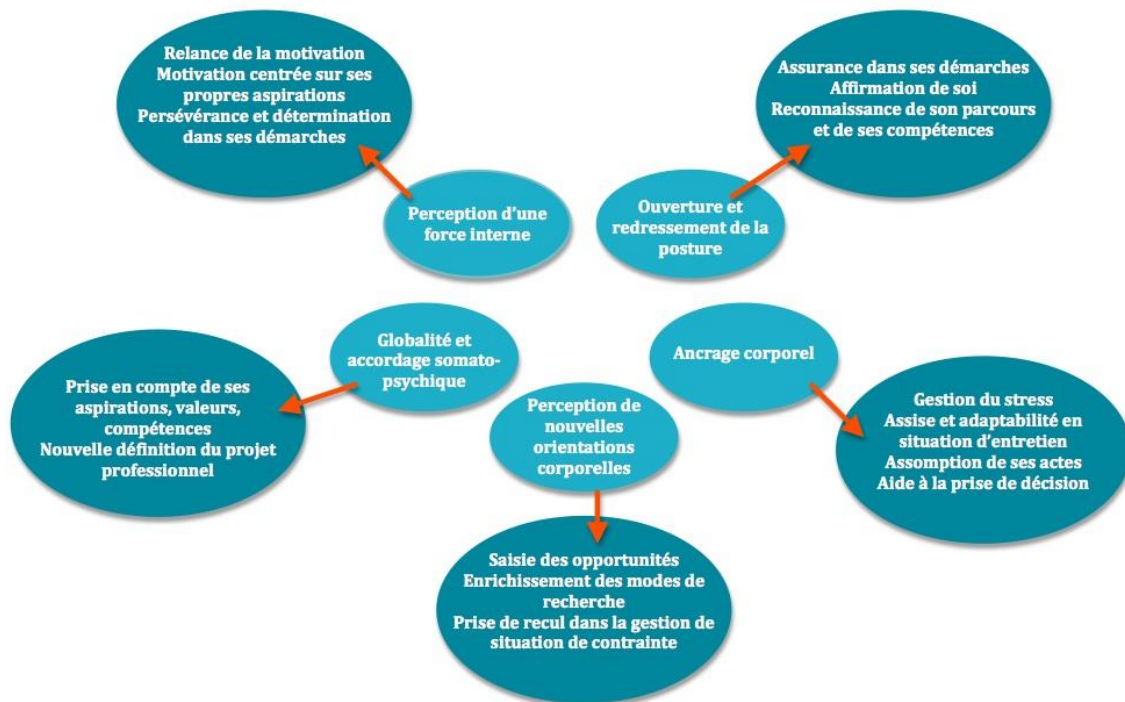 Relance de la motivation
Motivation centrée sur ses
propres aspirations
Persévérance et détermination
dans ses démarches
Assurance dans ses démarches
Affirmation de soi
Reconnaissance de son parcours
et de ses compétences
Perception d'une
force interne
Ouverture et
redressement de la
posture
Globalité et
accordage somato-
psychique
Ancrage corporel
Prise en compte de ses
aspirations, valeurs,
compétences
Nouvelle définition du projet
professionnel
Perception de
nouvelles
orientations
corporelles
Gestion du stress
Assise et adaptabilité en
situation d'entretien
Assomption de ses actes
Aide à la prise de décision
Saisie des opportunités
Enrichissement des modes de
recherche
Prise de recul dans la gestion de
situation de contrainte